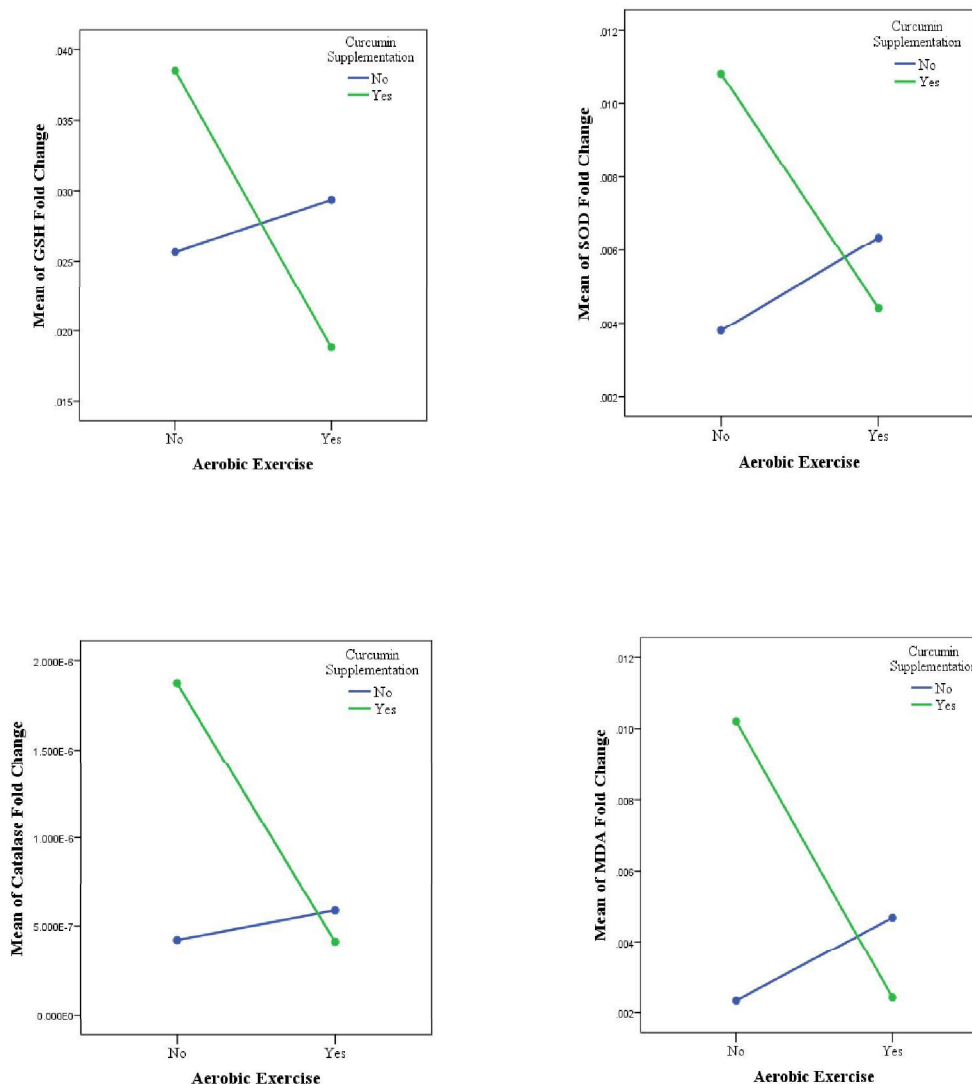 Curcumin
Supplementation
No
Yes
.040
.035
.030
.025
.020
.015
Mean of GSH Fold Change
No
Yes
Aerobic Exercise
Curcumin
Supplementation
No
Yes
.012
.010
.008
.006
.004
.002
Mean of SOD Fold Change
No
Yes
Aerobic Exercise
Curcumin
Supplementation
No
Yes
2.000E-6
1.500E-6
1.000E-6
5.000E-7
0.000E0
Mean of Catalase Fold Change
No
Yes
Aerobic Exercise
Curcumin
Supplementation
No
Yes
.012
.010
.008
.006
.004
.002
Mean of MDA Fold Change
No
Yes
Aerobic Exercise